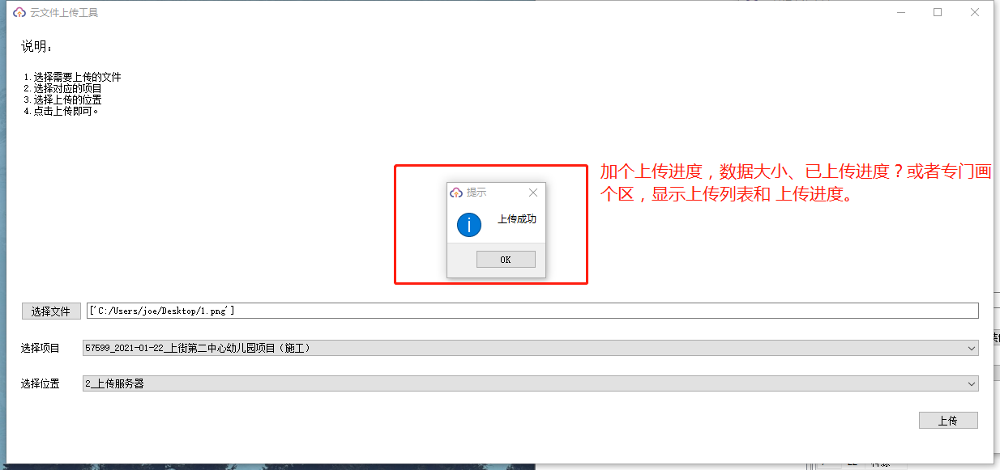 云文件上传工具
说明：
1.选择需要上传的文件
2.选择对应的项目
3.选择上传的位置
4.点击上传即可。
加个上传进度，数据大小、已上传进度？或者专门画
个区，显示上传列表和 上传进度。
提示
上传成功
OK
选择文件
['C:/Users/joe/Desktop/1.png']
选择项目
57599_2021-01-22_上街第二中心幼儿园项目（施工）
选择位置
2_上传服务器
上传